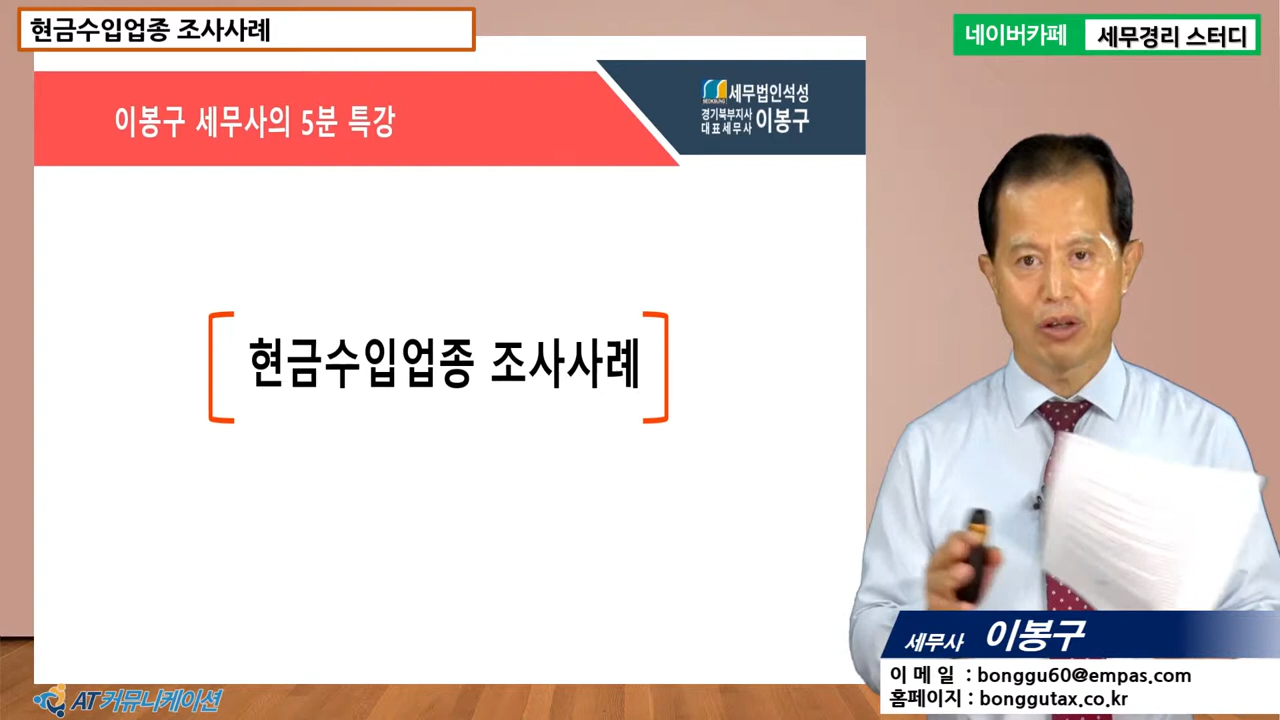 현금수입업종 조사사례
네이버카페 세무경리 스터디
이봉구 세무사의 5분 특강
SEOKSUNG 세무법인석성
경기북부지사
대표세무사 이봉구
현금수입업종 조사사례
세무사 이봉구
이 메 일 : bonggu60@empas.com
홈페이지 : bonggutax.co.kr
AT커뮤니케이션